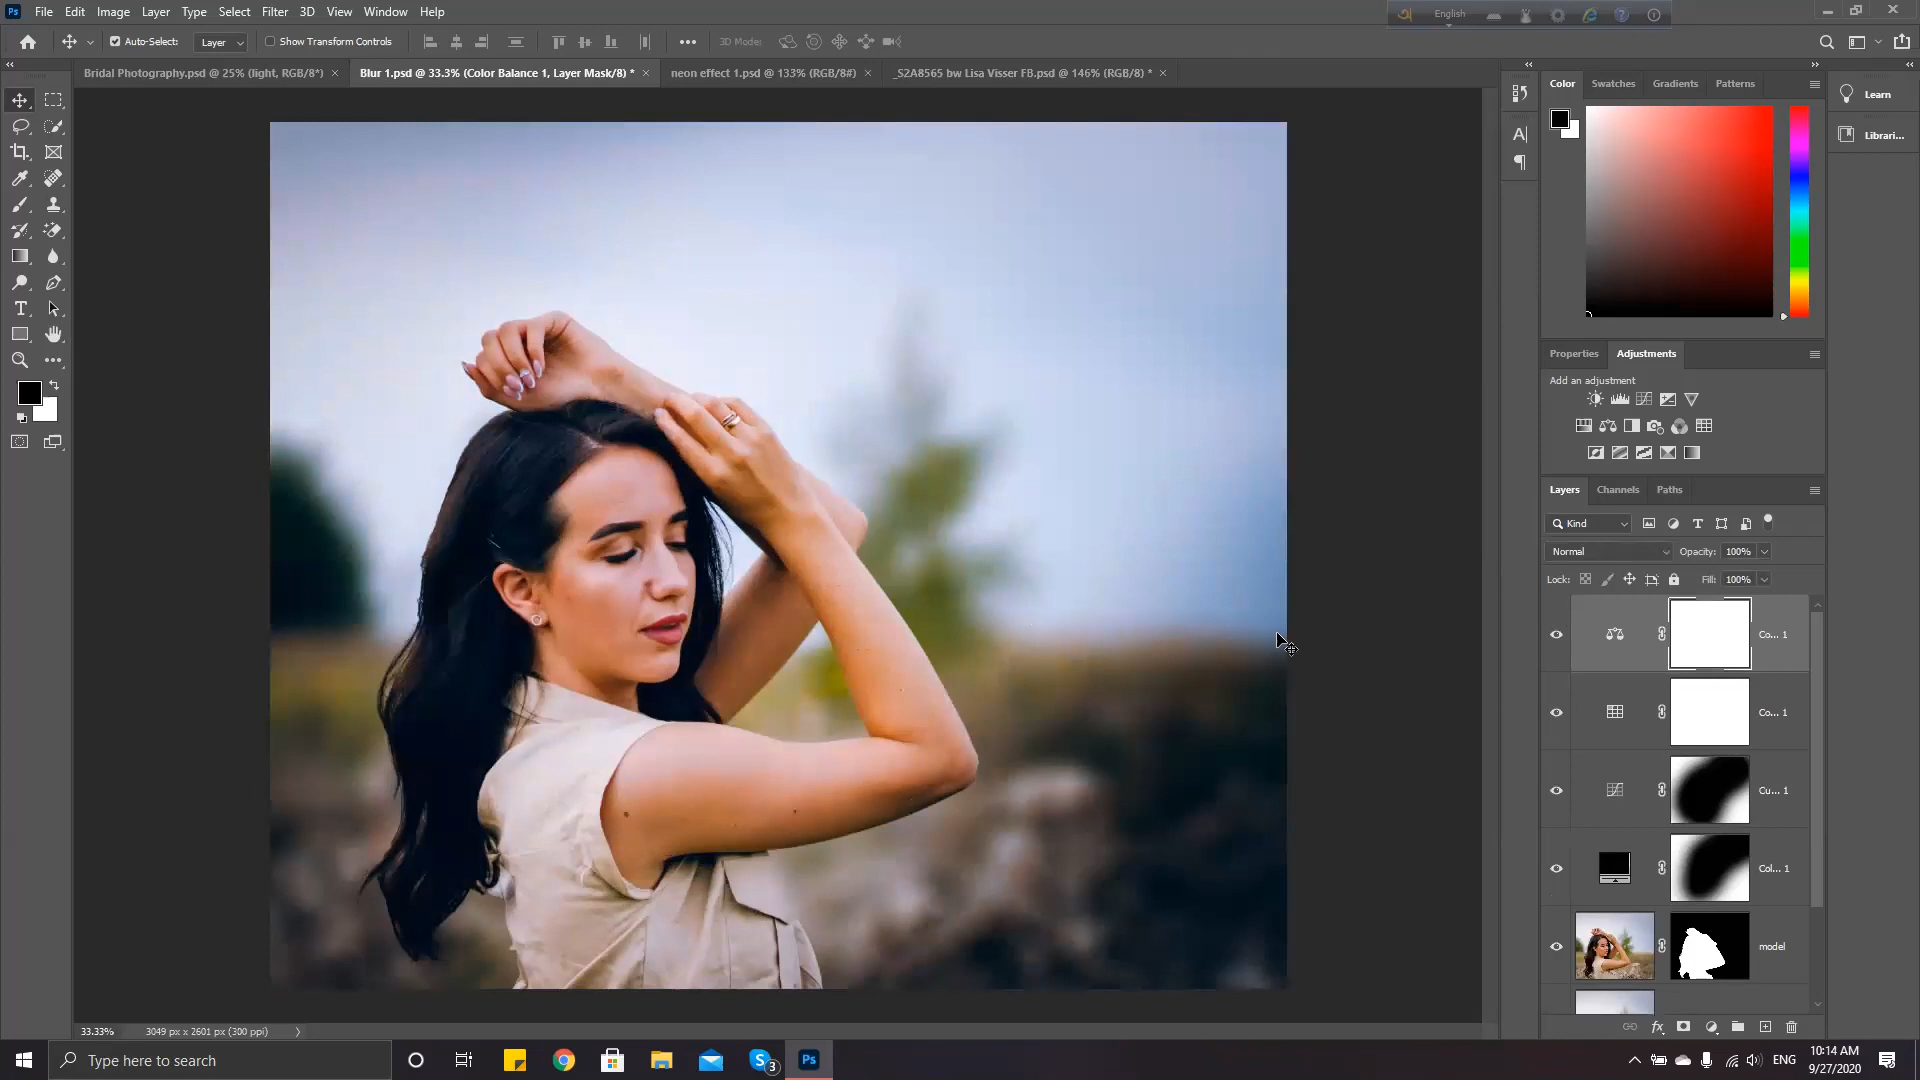 Ps File Edit Image Layer Type Select Filter 3D View Window Help
English
Auto-Select: Layer Show Transform Controls 3D Mode:
Bridal Photography.psd @ 25% (light, RGB/8*) × Blur 1.psd @ 33.3% (Color Balance 1, Layer Mask/8) * × neon effect 1.psd @ 133% (RGB/8#) × _S2A8565 bw Lisa Visser FB.psd @ 146% (RGB/8) * ×
Color Swatches Gradients Patterns
Learn
Librari...
Properties Adjustments
Add an adjustment
Layers Channels Paths
Kind
Normal Opacity: 100%
Lock: Fill: 100%
Co... 1
Co... 1
Cu... 1
Col... 1
model
fx
33.33% 3049 px x 2601 px (300 ppi)
Type here to search
S 3
Ps
ENG
10:14 AM
9/27/2020